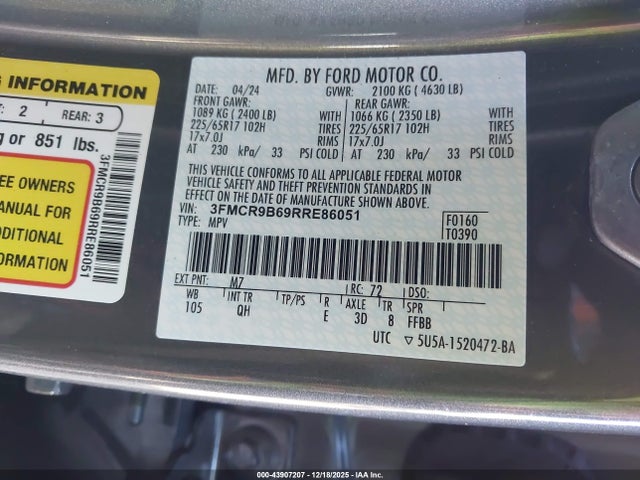 G INFORMATION
T: 2 REAR: 3
g or 851 lbs.
EE OWNERS
MANUAL FOR
DDITIONAL
FORMATION
3FMCR9B69RRE86051
MFD. BY FORD MOTOR CO.
DATE: 04/24 GVWR: 2100 KG ( 4630 LB)
FRONT GAWR: REAR GAWR:
1089 KG ( 2400 LB) WITH 1066 KG ( 2350 LB) WITH
225/65R17 102H TIRES 225/65R17 102H TIRES
17x7.0J RIMS 17x7.0J RIMS
AT 230 kPa/ 33 PSI COLD AT 230 kPa/ 33 PSI COLD
THIS VEHICLE CONFORMS TO ALL APPLICABLE FEDERAL MOTOR
VEHICLE SAFETY AND THEFT PREVENTION STANDARDS IN
EFFECT ON THE DATE OF MANUFACTURE SHOWN ABOVE.
VIN: 3FMCR9B69RRE86051 F0160
TYPE: MPV T0390
EXT PNT: M7 RC: 72 DSO:
WB INT TR TP/PS R AXLE TR SPR
105 QH E 3D 8 FFBB
UTC ▽ 5U5A-1520472-BA
000-43907207 - 12/18/2025 - IAA Inc.